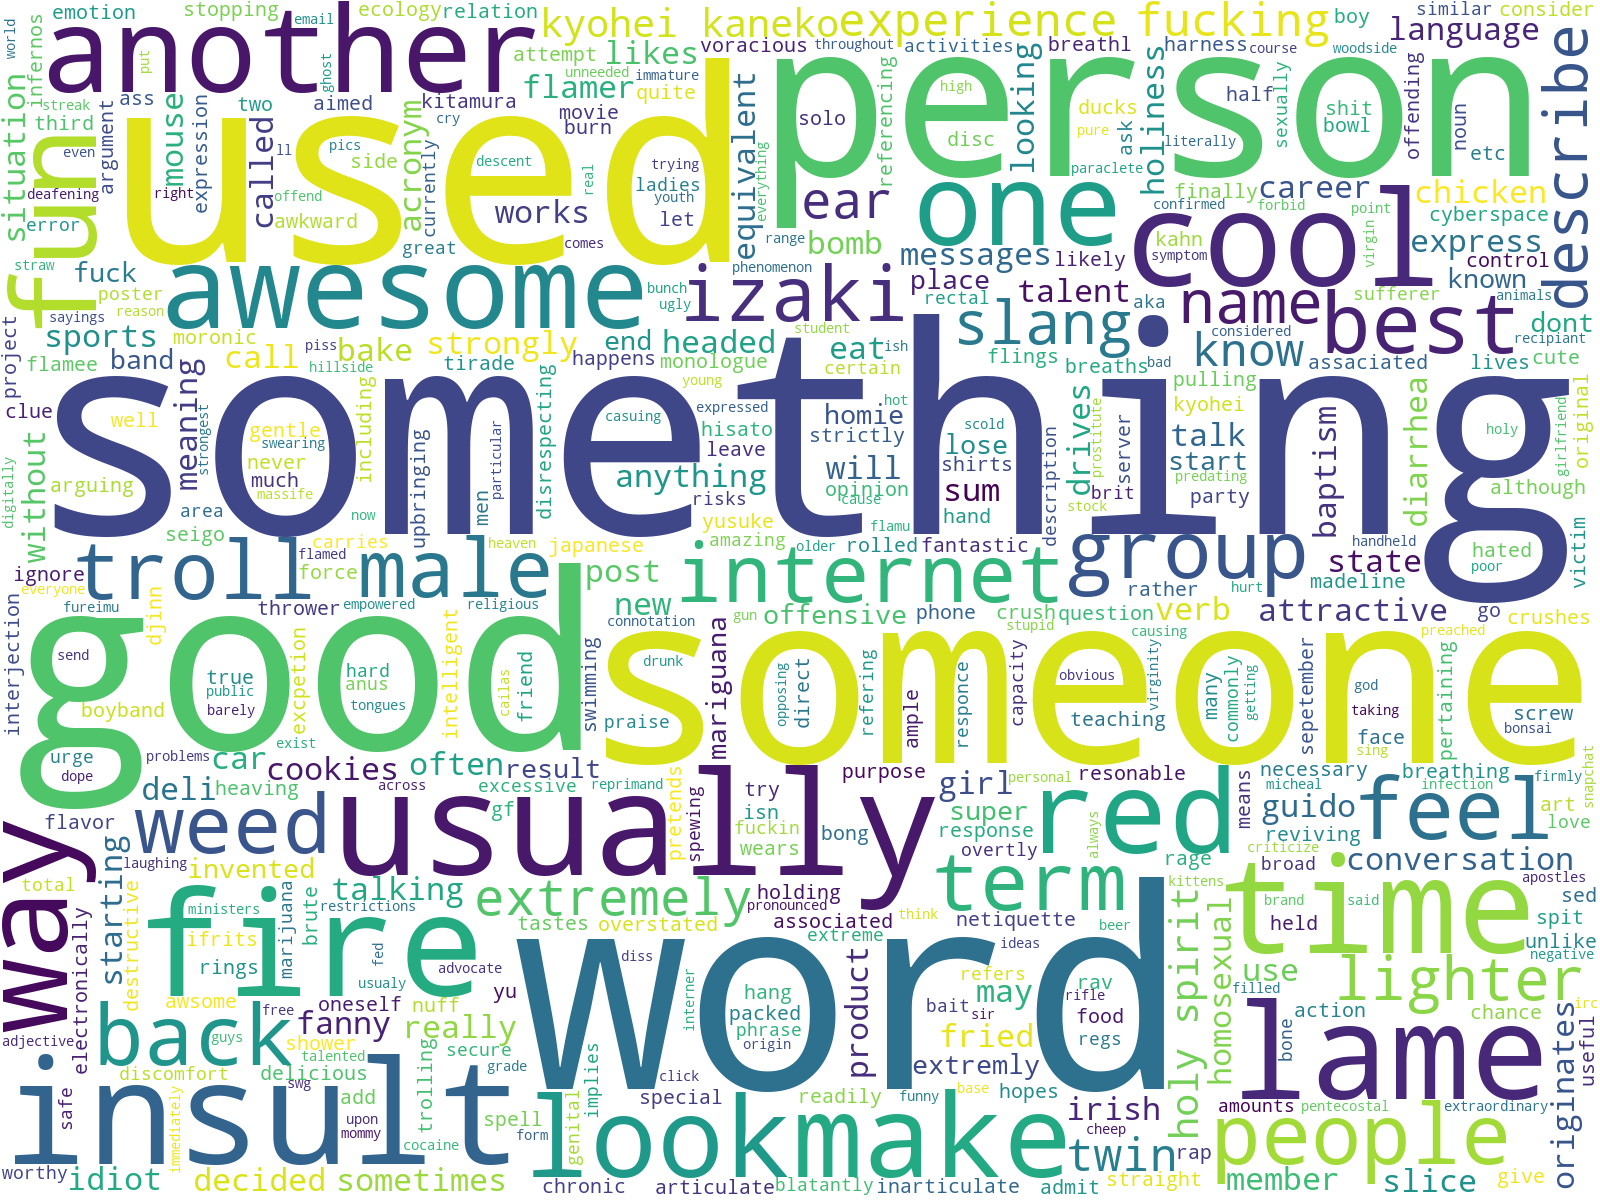 something
used
person
good
someone
word
usually
another
cool
fun
awesome
one
izaki
best
describe
slang
name
know
ear
troll
male
internet
group
way
weed
fire
back
insult
look
make
red
term
time
feel
lame
people
lighter
extremely
twin
irish
holy spirit
homosexual
originates
member
slice
idiot
decided
sometimes
really
fanny
fried
extremly
product
may
conversation
guido
girl
super
often
cookies
result
car
deli
starting
invented
talking
call
bake
strongly
headed
end
eat
sports
band
meaning
without
situation
mouse
called
acronym
flamer
likes
kyohei kaneko
experience
fucking
language
looking
holiness
equivalent
works
bomb
messages
place
talent
career
chicken
express
known
dont
talk
start
drives
baptism
diarrhea
state
attractive
verb
anything
will
sum
homie
lose
post
new
offensive
mariguana
emotion
stopping
ecology
relation
email
world
put
ghost
infernos
streak
ass
third
even
argument
deafening
right
expression
two
ll
offend
error
awkward
aimed
pics
side
currently
great
kitamura
cry
descent
attempt
unneeded
immature
quite
movie
burn
voracious
throughout
activities
breathl
solo
trying
ladies
youth
real
let
comes
everything
range
referencing
high
disc
ducks
pure
paraclete
ask
harness
course
woodside
half
literally
sexually
boy
similar
consider
shit
bowl
offending
noun
etc
finally
forbid
confirmed
kahn
symptom
point
virgin
cyberspace
control
sufferer
animals
recipient
straw
fuck
poster
reason
sayings
project
flamee
clue
well
moronic
piss
hillside
tirade
happens
bunch
ugly
phenomenon
student
monologue
young
certain
ish
rectal
likely
aka
considered
bad
flings
breaths
assaciated
lives
cute
pulling
kyohei
original
girlfriend
gentle
swearing
never
much
massife
strongest
including
upbringing
particular
disrespecting
men
casuing
expressed
hisato
leave
hot
strictly
opinion
cause
scold
shirts
hand
description
server
prostitute
brit
stock
predating
party
holy
although
arguing
area
digitally
seigo
now
carries
risks
yusuke
amazing
flamu
japanese
heaven
older
rolled
fantastic
handheld
hated
poor
victim
ignore
everyone
flamed
force
fureimu
djinn
thrower
empowered
religious
connotation
gun
phone
stupid
crush
question
rather
hurt
madeline
go
crushes
preached
interjection
send
boyband
true
public
barely
hard
anus
tongues
excpetion
intelligent
cailas
friend
swimming
drunk
praise
opposing
direct
refering
ample
responce
capacity
obvious
teaching
virginity
causing
many
commonly
getting
sepetember
god
taking
face
sing
pertaining
screw
bonsai
urge
dope
problems
exist
heaving
across
excessive
gf
reprimand
pretends
spewing
try
isn
fuckin
wears
purpose
bong
personal
resonable
response
overtly
always
means
necessary
micheal
reviving
breathing
infection
firmly
art
love
snapchat
flavor
laughing
total
destructive
electronically
adjective
ministers
ifrits
rings
marijuana
brute
restrictions
fed
usualy
advocate
awsome
free
oneself
nuff
yu
guys
shower
talented
holding
pronounced
associated
tastes
overstated
extreme
think
netiquette
beer
diss
interner
hang
packed
phrase
origin
refers
ideas
bait
sir
rav
rifle
food
regs
rage
kittens
criticize
broad
brand
said
held
apostles
sed
spit
unlike
negative
use
filled
action
bone
chance
irc
useful
discomfort
delicious
swg
safe
worthy
immediately
add
upon
mommy
trolling
cocaine
secure
grade
spell
form
genital
implies
click
special
readily
funny
base
hopes
cheep
rap
amounts
pentecostal
extraordinary
chronic
articulate
blatantly
inarticulate
admit
straight
give